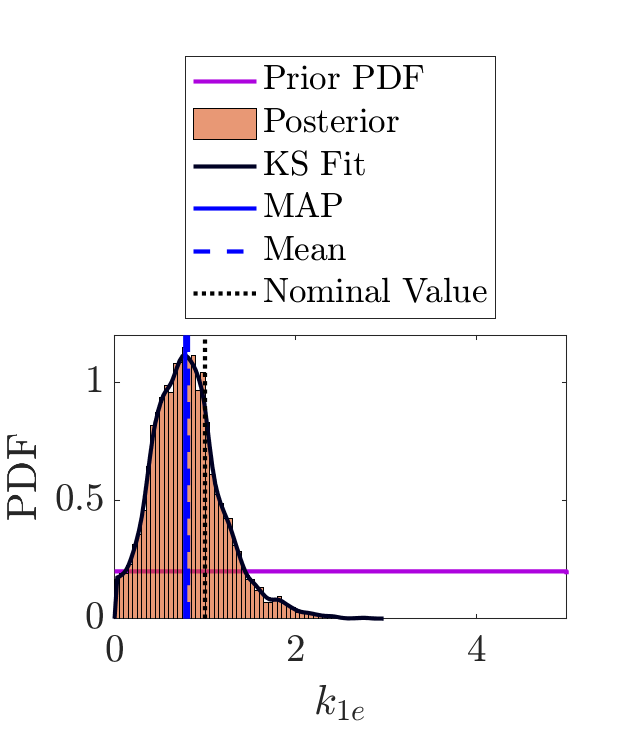 Prior PDF
Posterior
KS Fit
MAP
Mean
Nominal Value
1
0.5
0
PDF
0 2 4
k₁ₑ